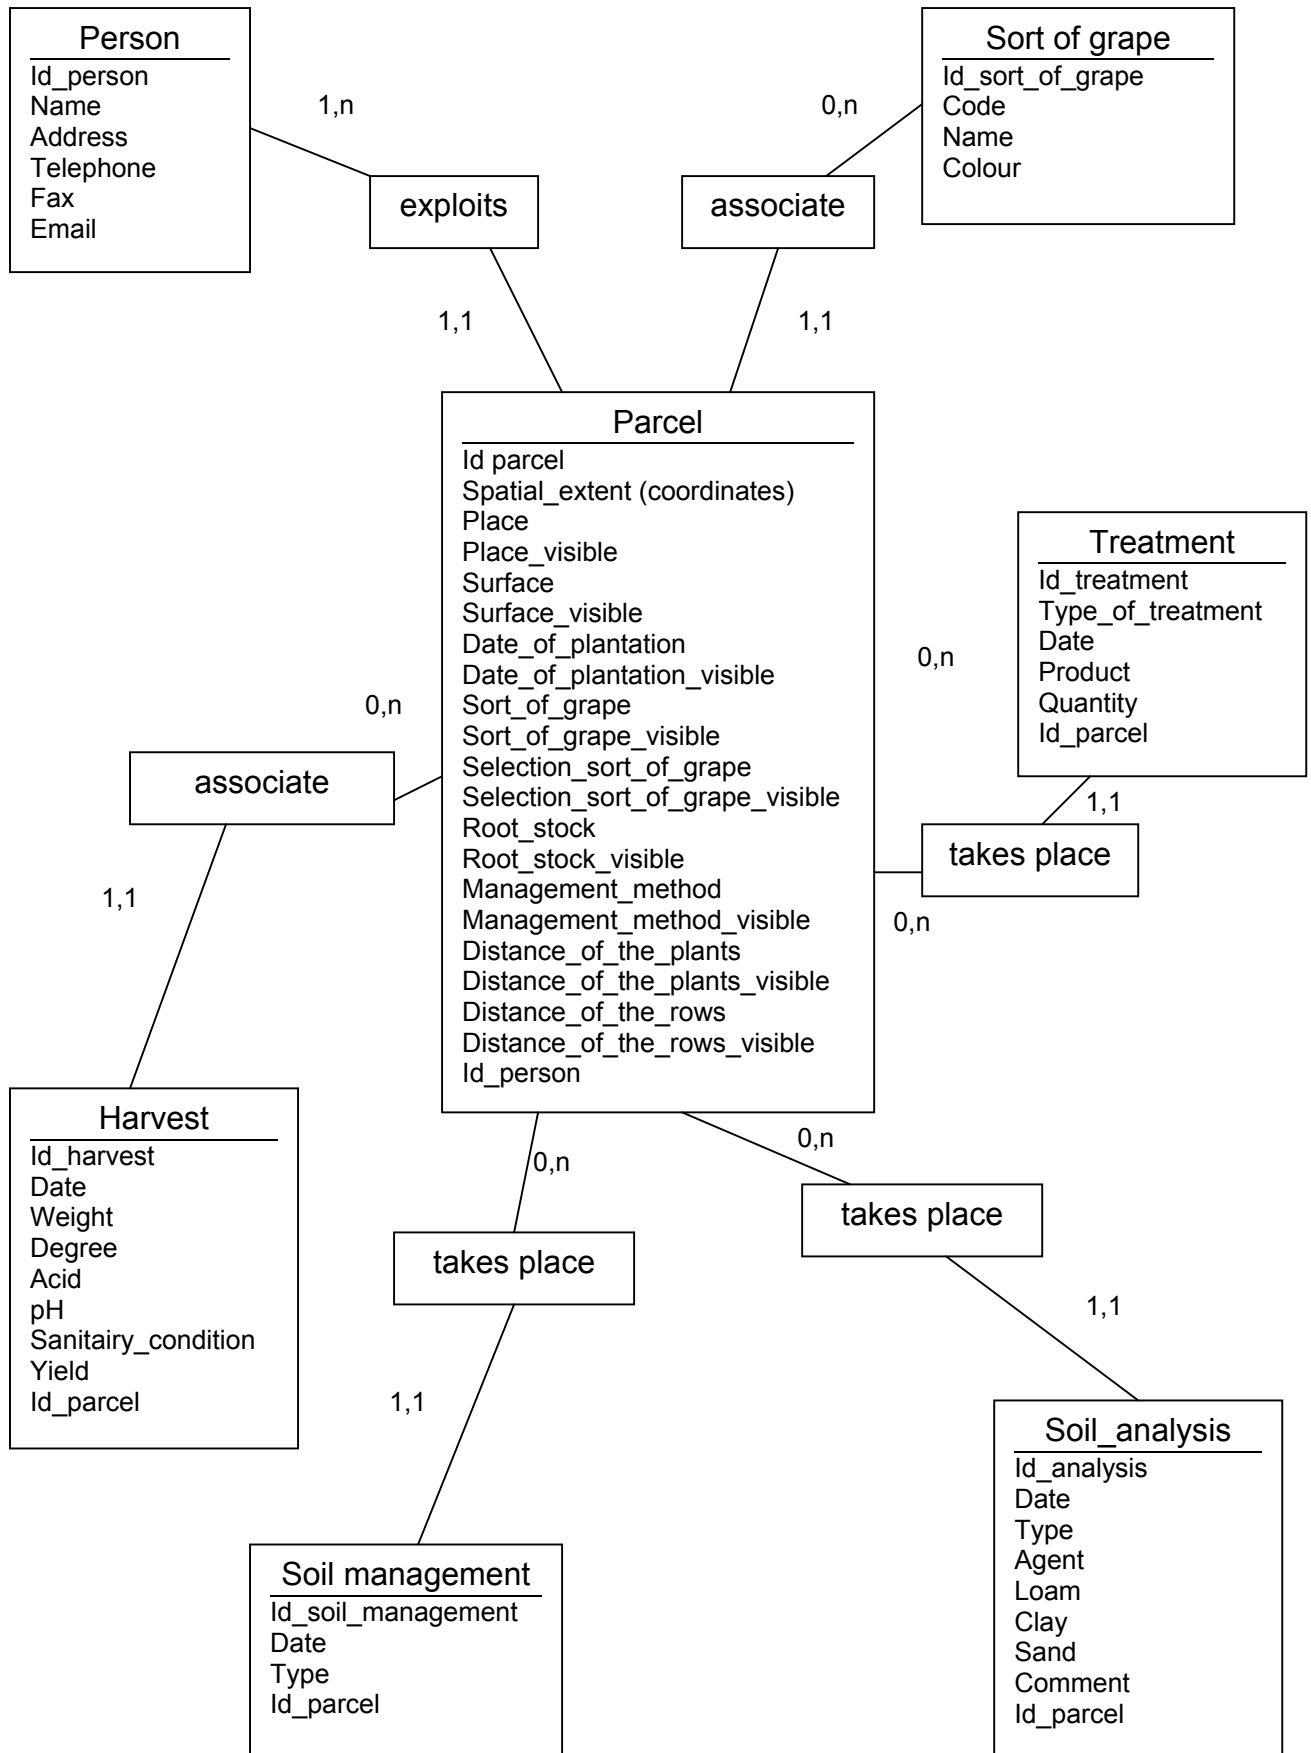 Person
Id_person
Name
Address
Telephone
Fax
Email
1,n
exploits
1,1
Sort of grape
Id_sort_of_grape
Code
Name
Colour
0,n
associate
1,1
Parcel
Id parcel
Spatial_extent (coordinates)
Place
Place_visible
Surface
Surface_visible
Date_of_plantation
Date_of_plantation_visible
Sort_of_grape
Sort_of_grape_visible
Selection_sort_of_grape
Selection_sort_of_grape_visible
Root_stock
Root_stock_visible
Management_method
Management_method_visible
Distance_of_the_plants
Distance_of_the_plants_visible
Distance_of_the_rows
Distance_of_the_rows_visible
Id_person
Treatment
Id_treatment
Type_of_treatment
Date
Product
Quantity
Id_parcel
0,n
1,1
takes place
0,n
0,n
associate
1,1
Harvest
Id_harvest
Date
Weight
Degree
Acid
pH
Sanitairy_condition
Yield
Id_parcel
0,n
takes place
1,1
Soil management
Id_soil_management
Date
Type
Id_parcel
0,n
takes place
1,1
Soil_analysis
Id_analysis
Date
Type
Agent
Loam
Clay
Sand
Comment
Id_parcel